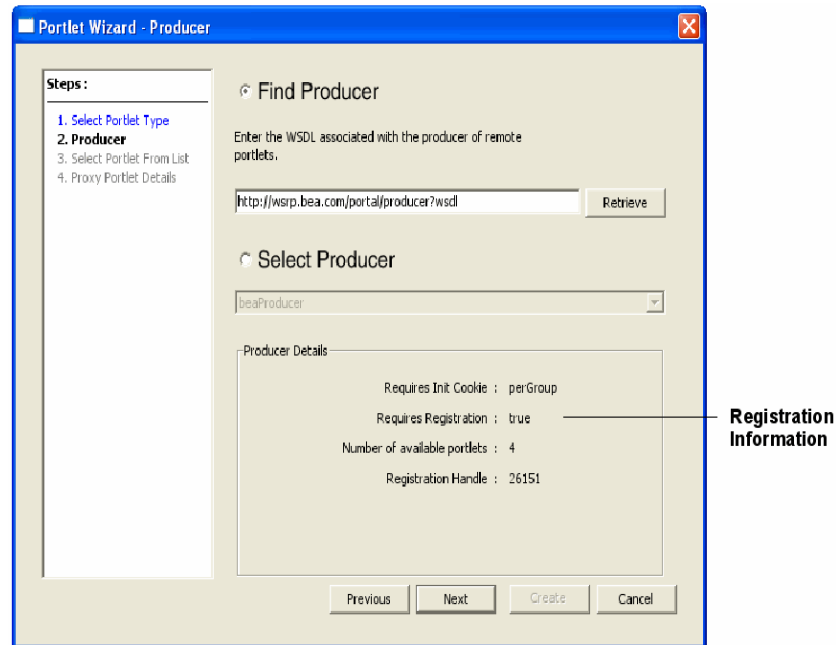 Portlet Wizard - Producer
Steps :
1. Select Portlet Type
2. Producer
3. Select Portlet From List
4. Proxy Portlet Details
Find Producer
Enter the WSDL associated with the producer of remote
portlets.
http://wsrp.bea.com/portal/producer?wsdl
Retrieve
Select Producer
beaProducer
Producer Details
Requires Init Cookie : perGroup
Requires Registration : true
Number of available portlets : 4
Registration Handle : 26151
Registration
Information
Previous
Next
Create
Cancel